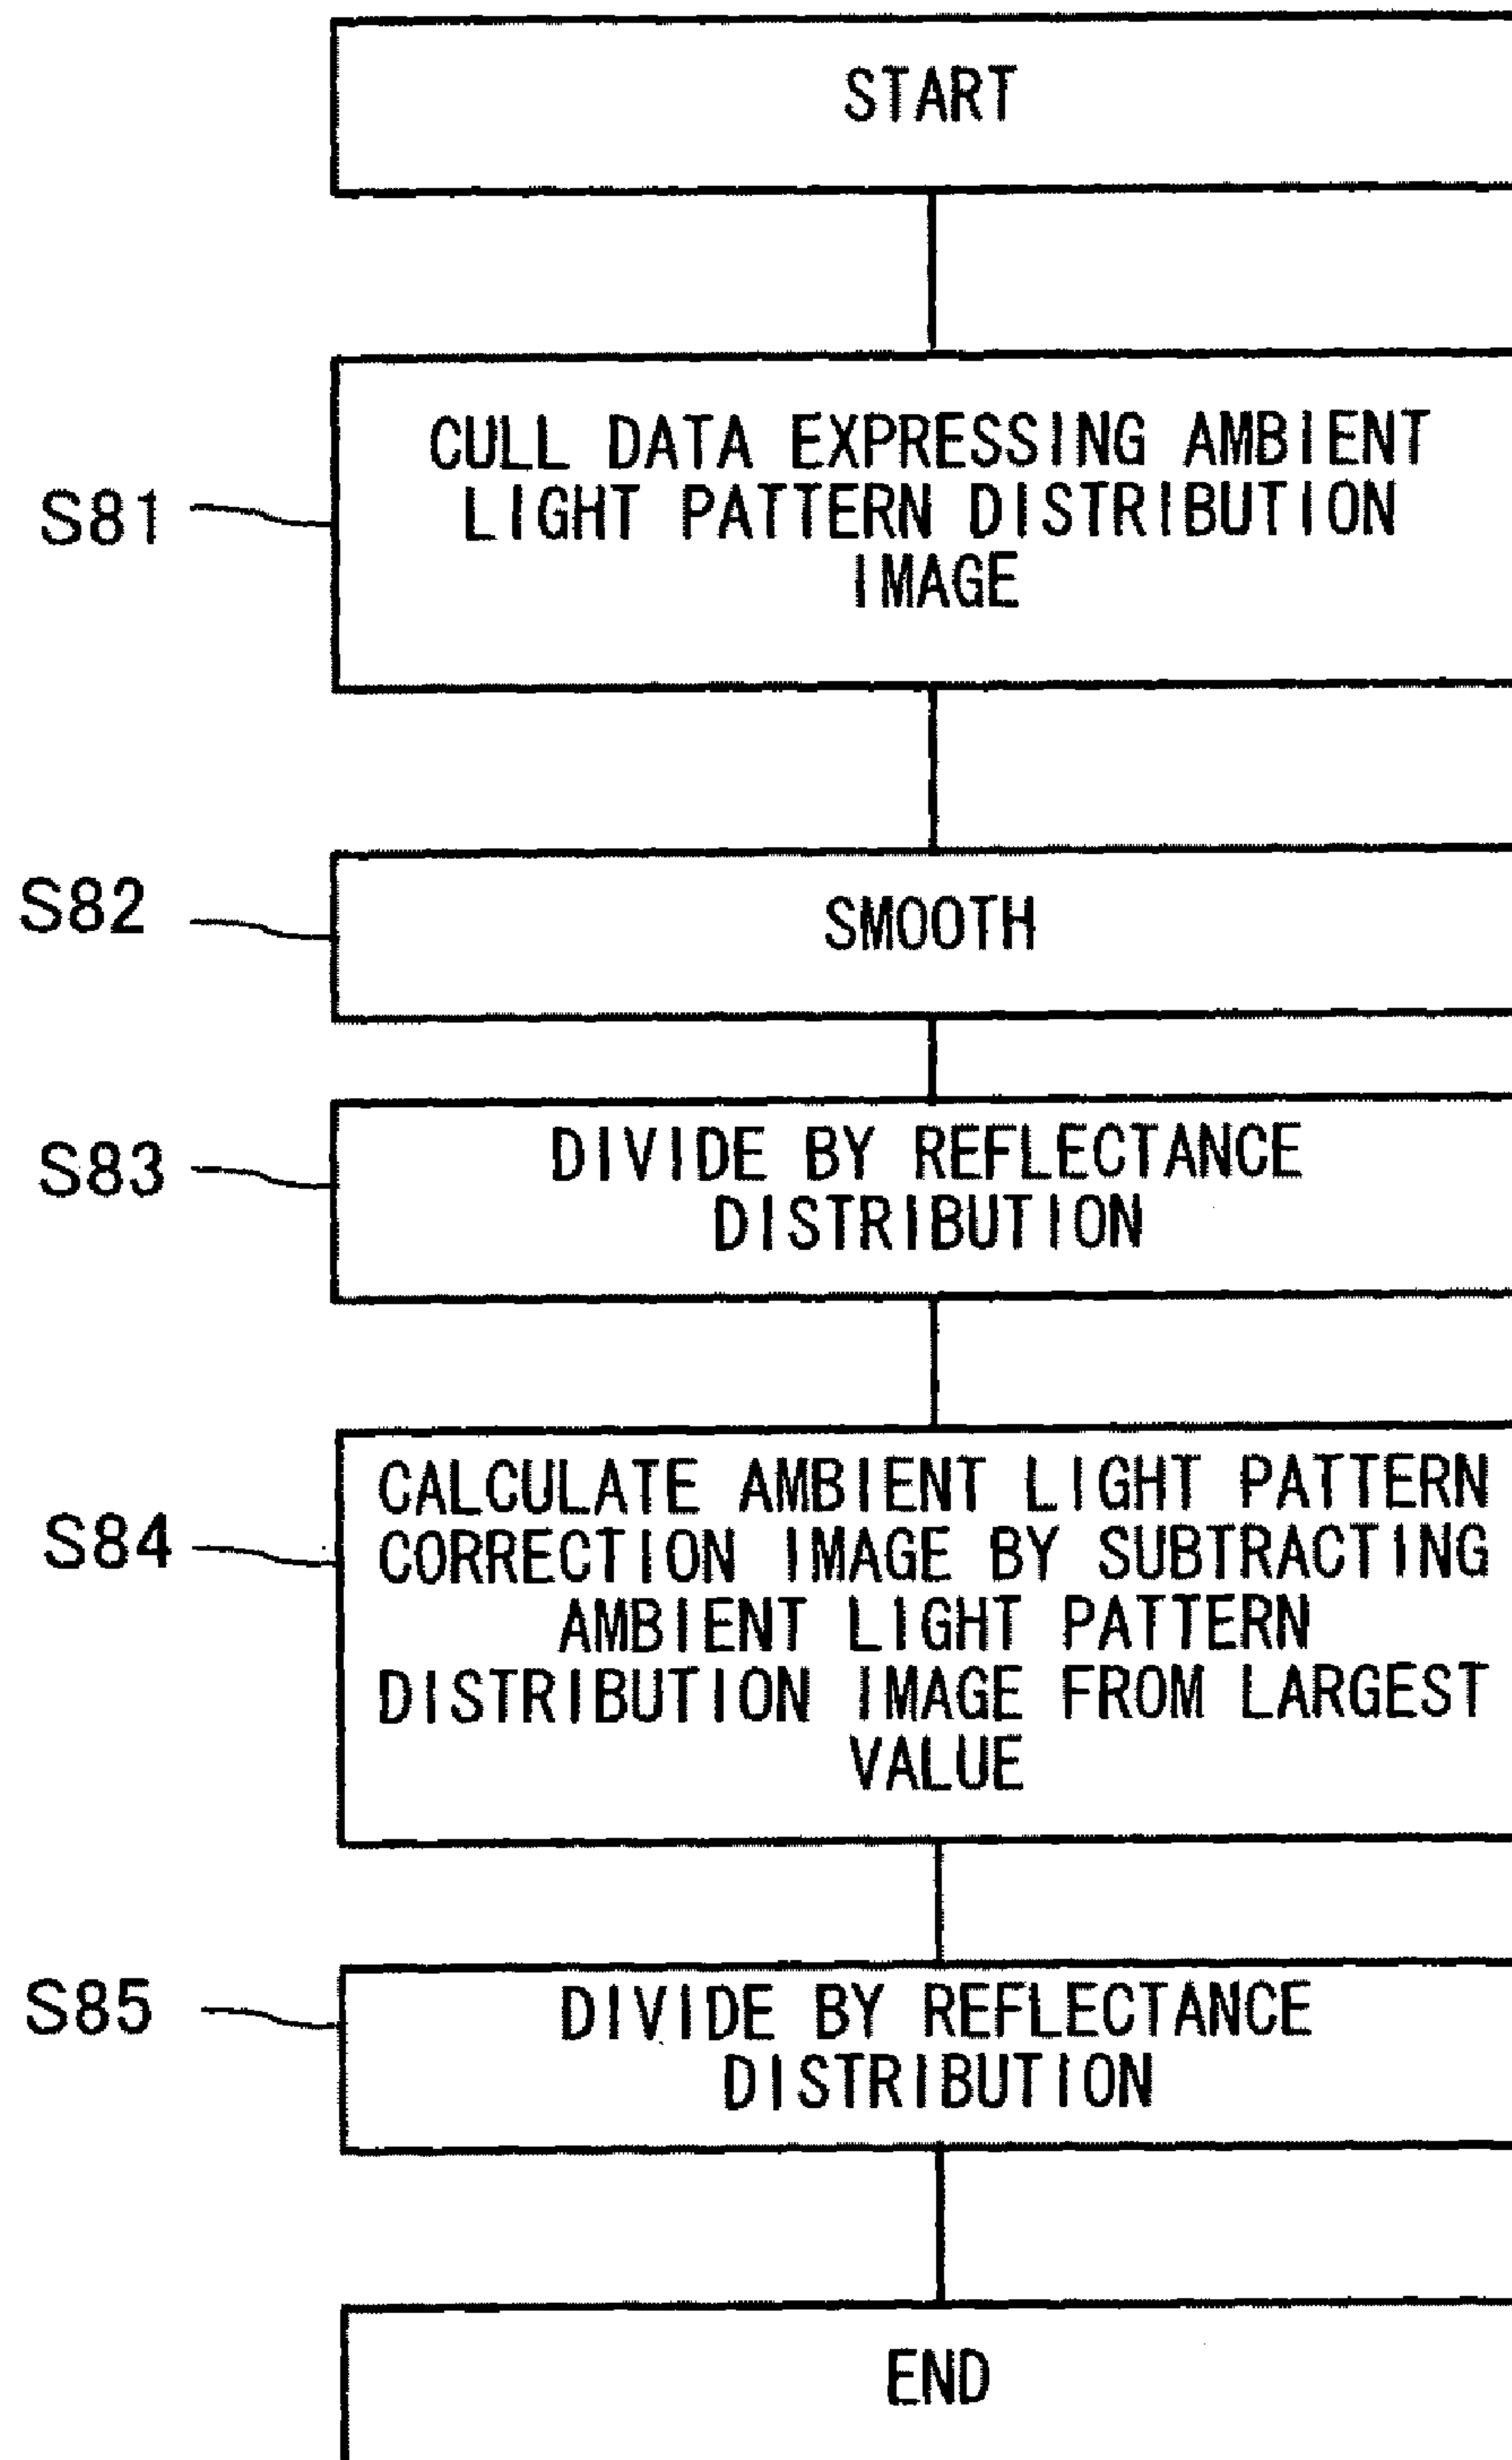 START
S81
CULL DATA EXPRESSING AMBIENT
LIGHT PATTERN DISTRIBUTION
IMAGE
S82
SMOOTH
S83
DIVIDE BY REFLECTANCE
DISTRIBUTION
S84
CALCULATE AMBIENT LIGHT PATTERN
CORRECTION IMAGE BY SUBTRACTING
AMBIENT LIGHT PATTERN
DISTRIBUTION IMAGE FROM LARGEST
VALUE
S85
DIVIDE BY REFLECTANCE
DISTRIBUTION
END